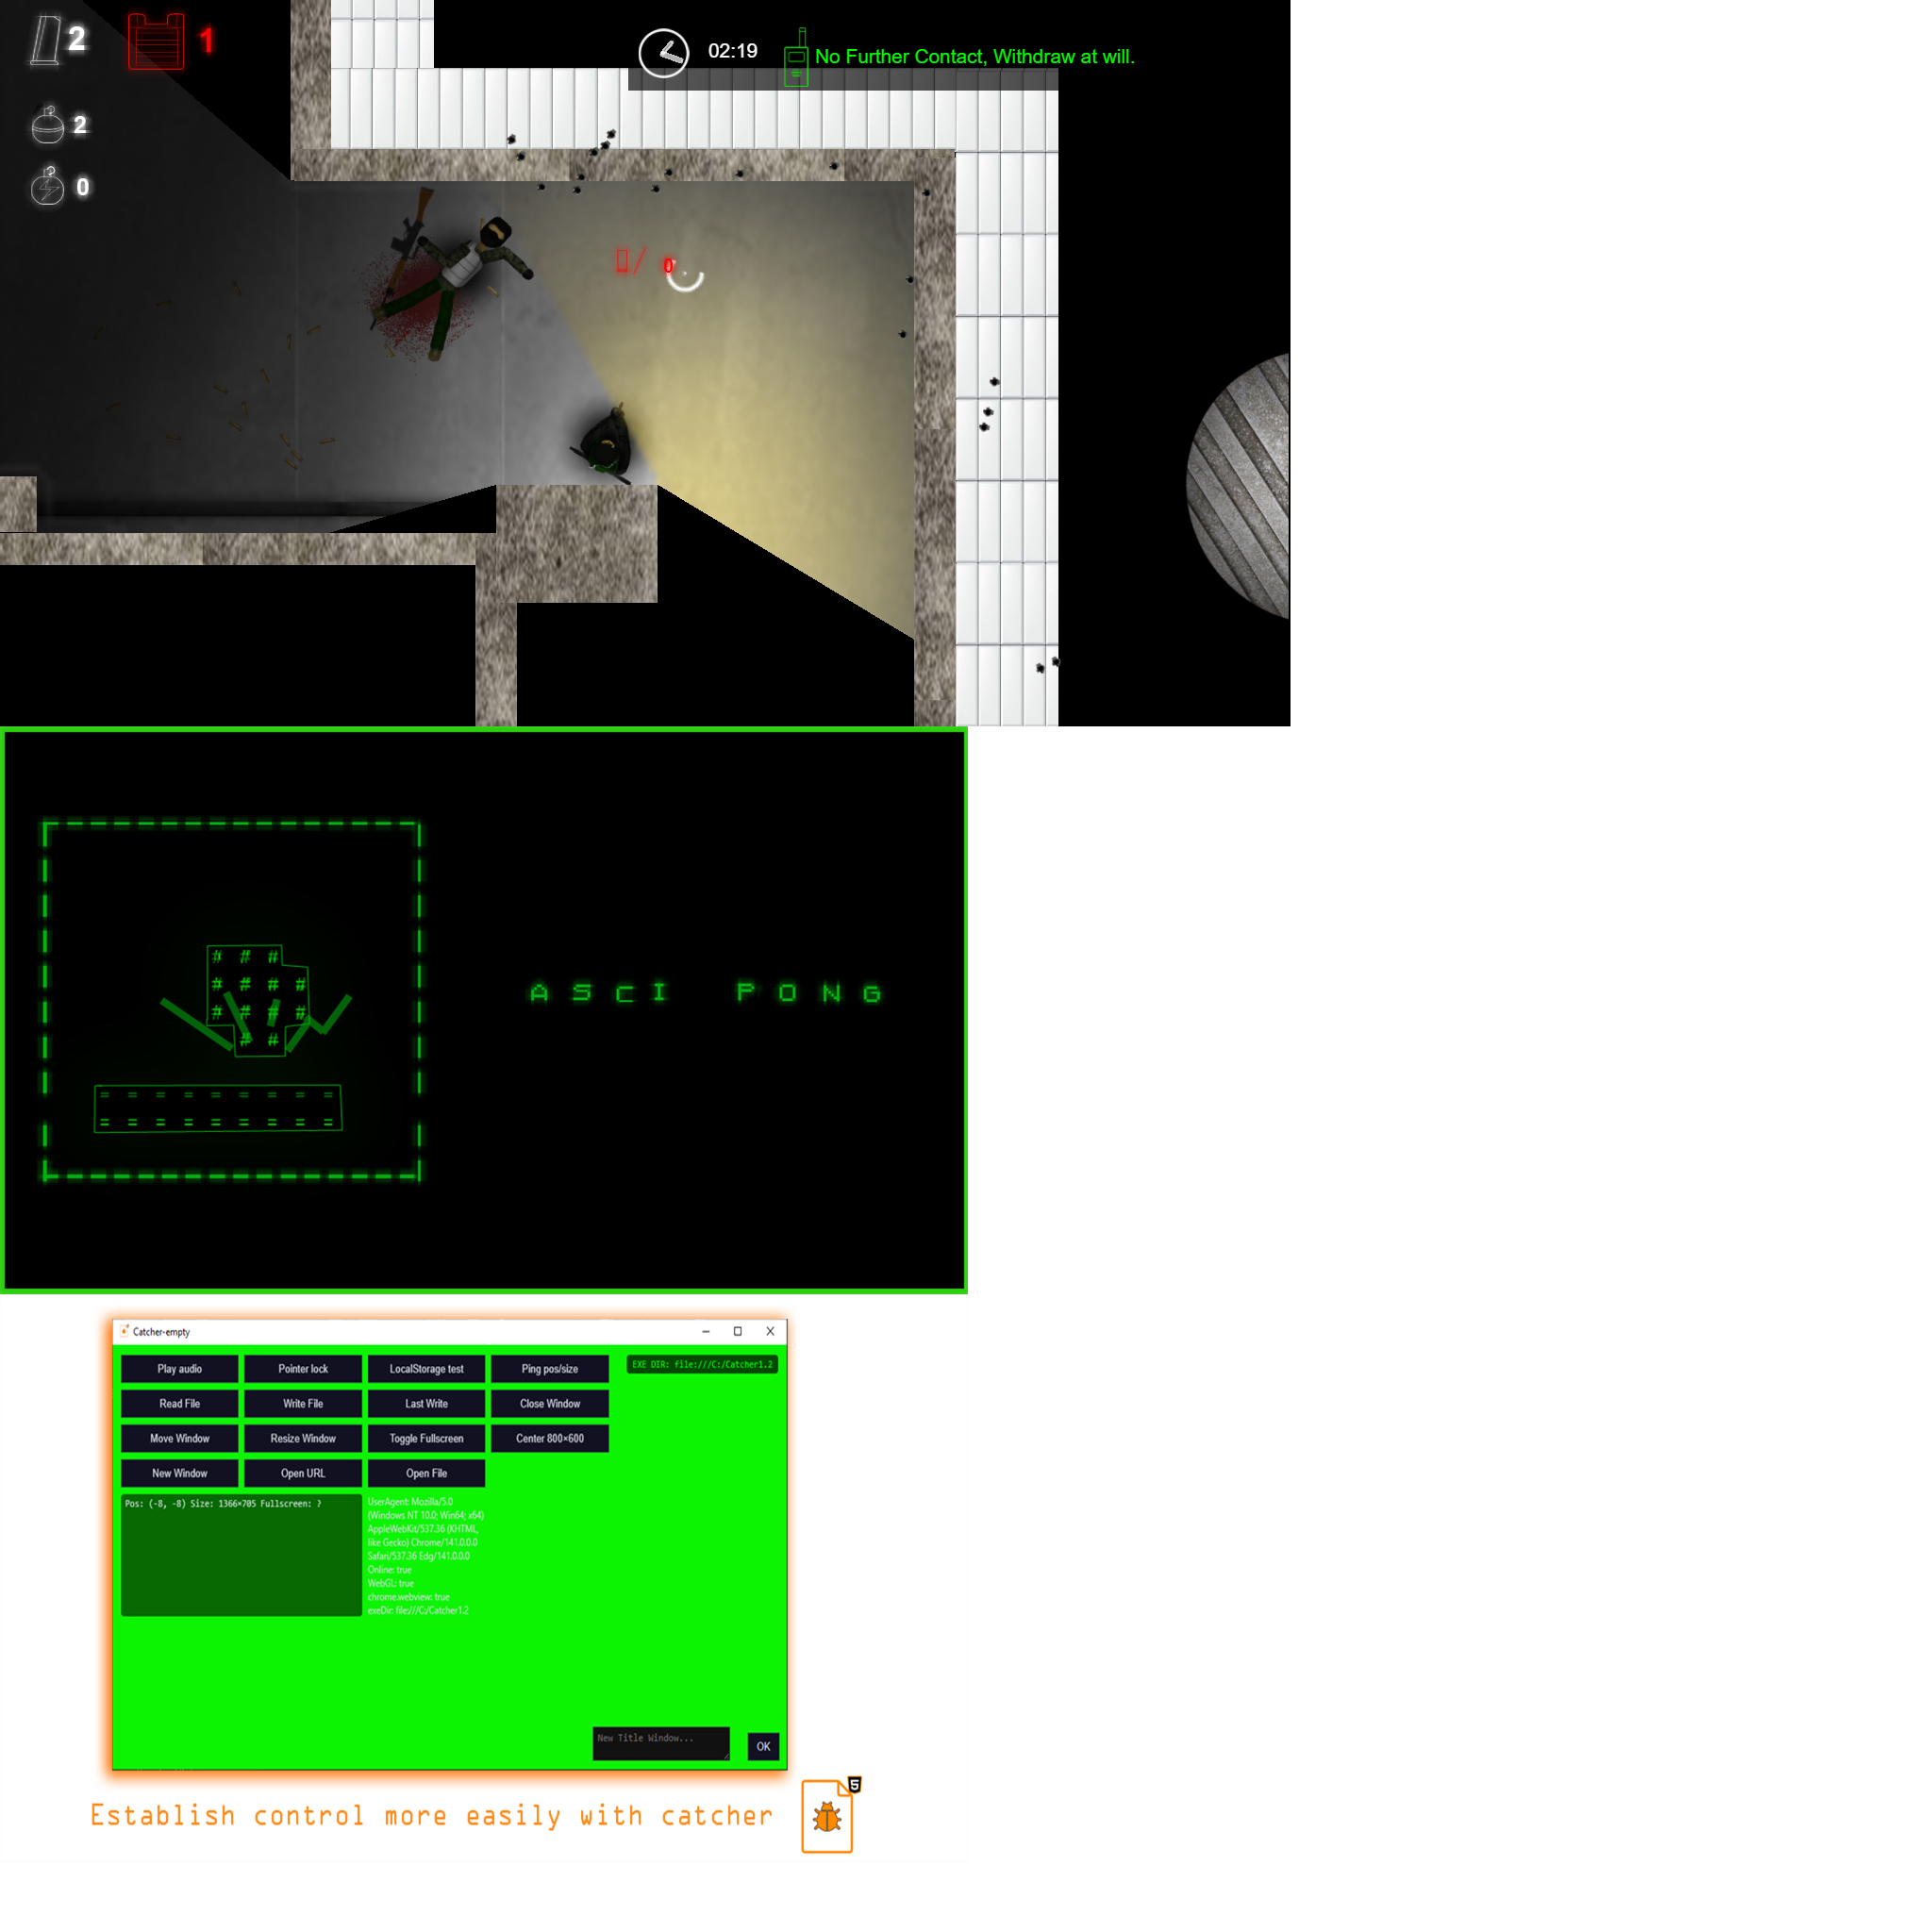 2
1
02:19
No Further Contact, Withdraw at will.
2
0
/ 0
# # #
# # # #
# # # #
# #
= = = = = = = = =
= = = = = = = = =
A S C I P O N G
Catcher-empty
Play audio
Pointer lock
LocalStorage test
Ping pos/size
EXE DIR: file:///C:/Catcher1.2
Read File
Write File
Last Write
Close Window
Move Window
Resize Window
Toggle Fullscreen
Center 800×600
New Window
Open URL
Open File
Pos: (-8, -8) Size: 1366×705 Fullscreen: ?
UserAgent: Mozilla/5.0
(Windows NT 10.0; Win64; x64)
AppleWebKit/537.36 (KHTML,
like Gecko) Chrome/141.0.0.0
Safari/537.36 Edg/141.0.0.0
Online: true
WebGL: true
chrome.webview: true
exeDir: file:///C:/Catcher1.2
New Title Window...
OK
Establish control more easily with catcher
5